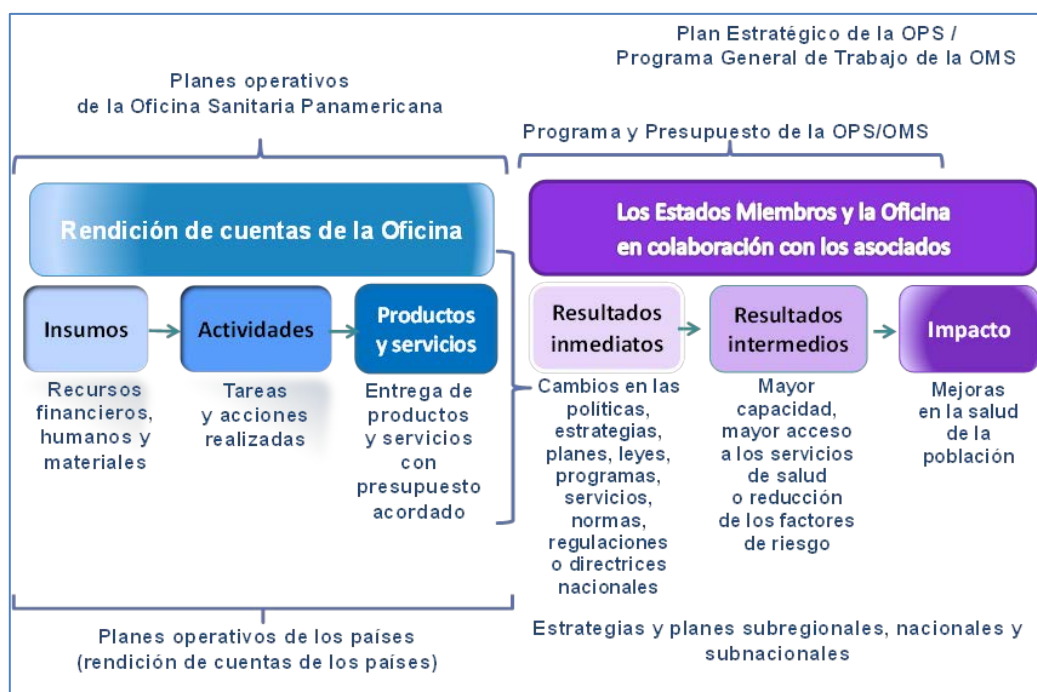 Plan Estratégico de la OPS /
Programa General de Trabajo de la OMS
Planes operativos
de la Oficina Sanitaria Panamericana
Programa y Presupuesto de la OPS/OMS
Rendición de cuentas de la Oficina
Los Estados Miembros y la Oficina
en colaboración con los asociados
Insumos
Actividades
Productos
y servicios
Resultados
inmediatos
Resultados
intermedios
Impacto
Recursos
financieros,
humanos y
materiales
Tareas
y acciones
realizadas
Entrega de
productos
y servicios
con
presupuesto
acordado
Cambios en las
políticas,
estrategias,
planes, leyes,
programas,
servicios,
normas,
regulaciones
o directrices
nacionales
Mayor
capacidad,
mayor acceso
a los servicios
de salud
o reducción
de los factores
de riesgo
Mejoras
en la salud
de la
población
Planes operativos de los países
(rendición de cuentas de los países)
Estrategias y planes subregionales, nacionales y
subnacionales